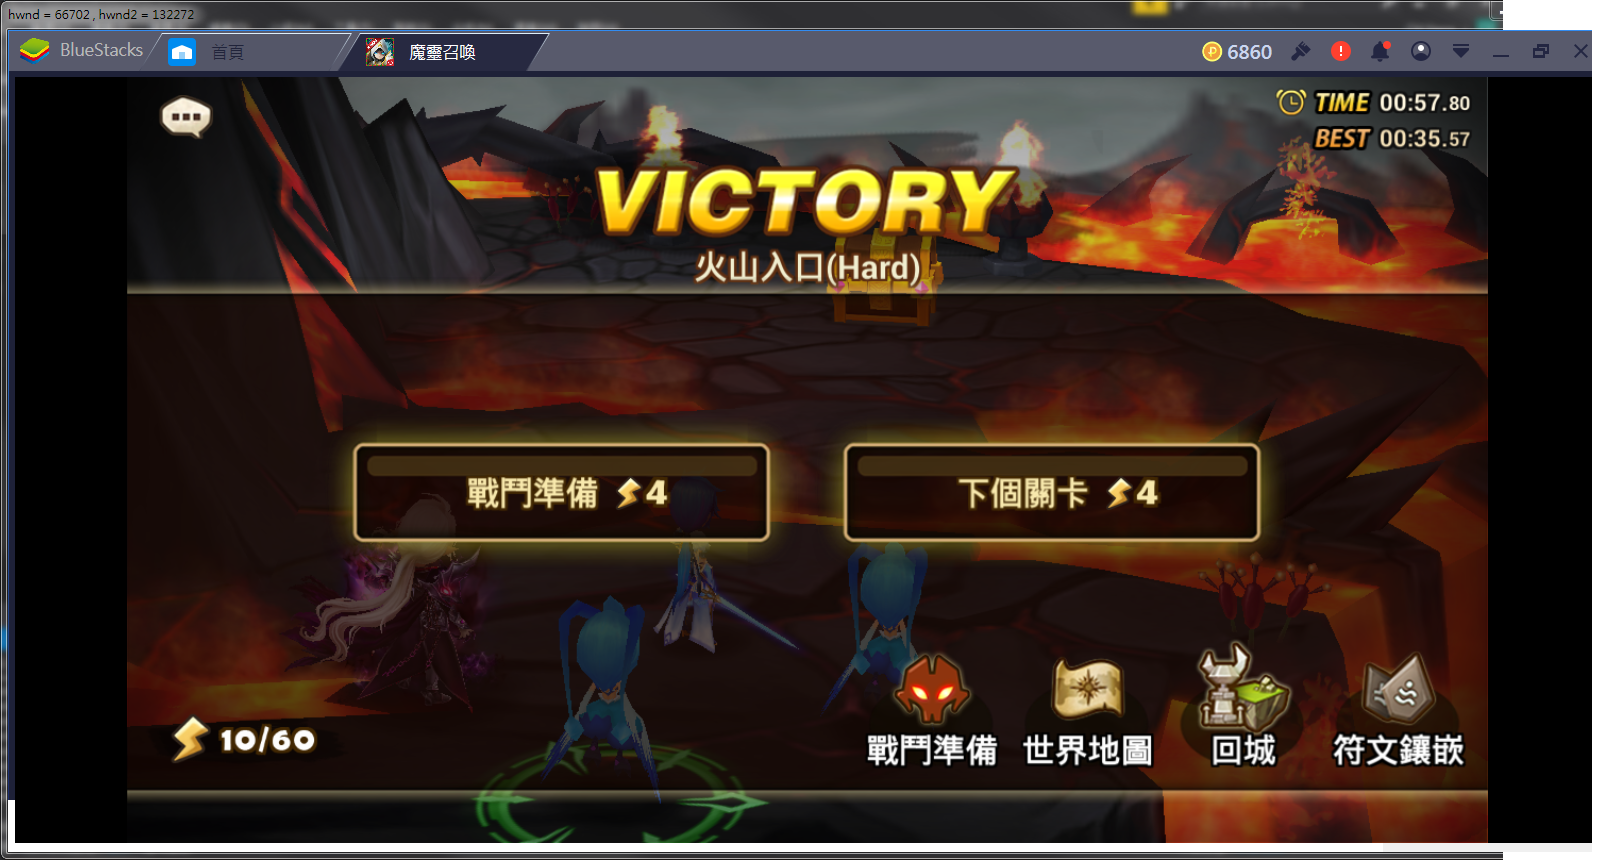 hwnd = 66702 , hwnd2 = 132272
BlueStacks
首頁
魔靈召喚
6860
TIME 00:57.80
BEST 00:35.57
VICTORY
火山入口(Hard)
戰鬥準備 4
下個關卡 4
10/60
戰鬥準備
世界地圖
回城
符文鑲嵌